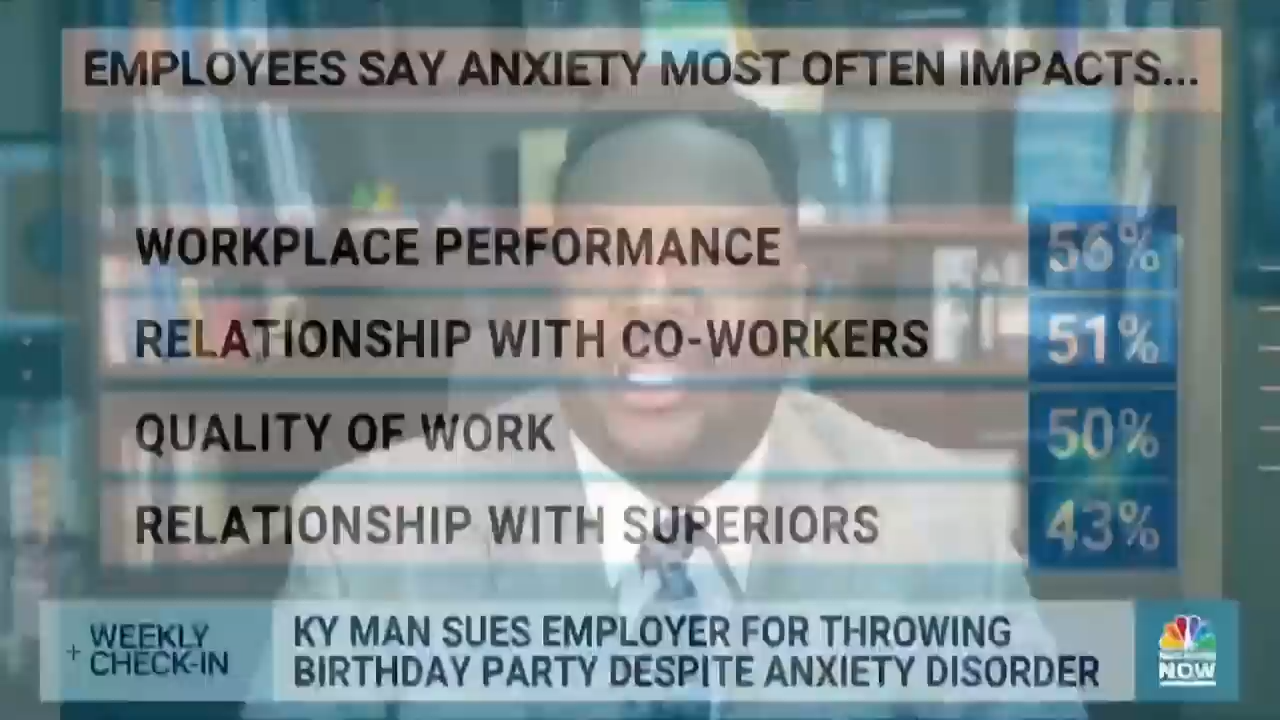 EMPLOYEES SAY ANXIETY MOST OFTEN IMPACTS...
WORKPLACE PERFORMANCE 56%
RELATIONSHIP WITH CO-WORKERS 51%
QUALITY OF WORK 50%
RELATIONSHIP WITH SUPERIORS 43%
+ WEEKLY
CHECK-IN
KY MAN SUES EMPLOYER FOR THROWING
BIRTHDAY PARTY DESPITE ANXIETY DISORDER
NOW